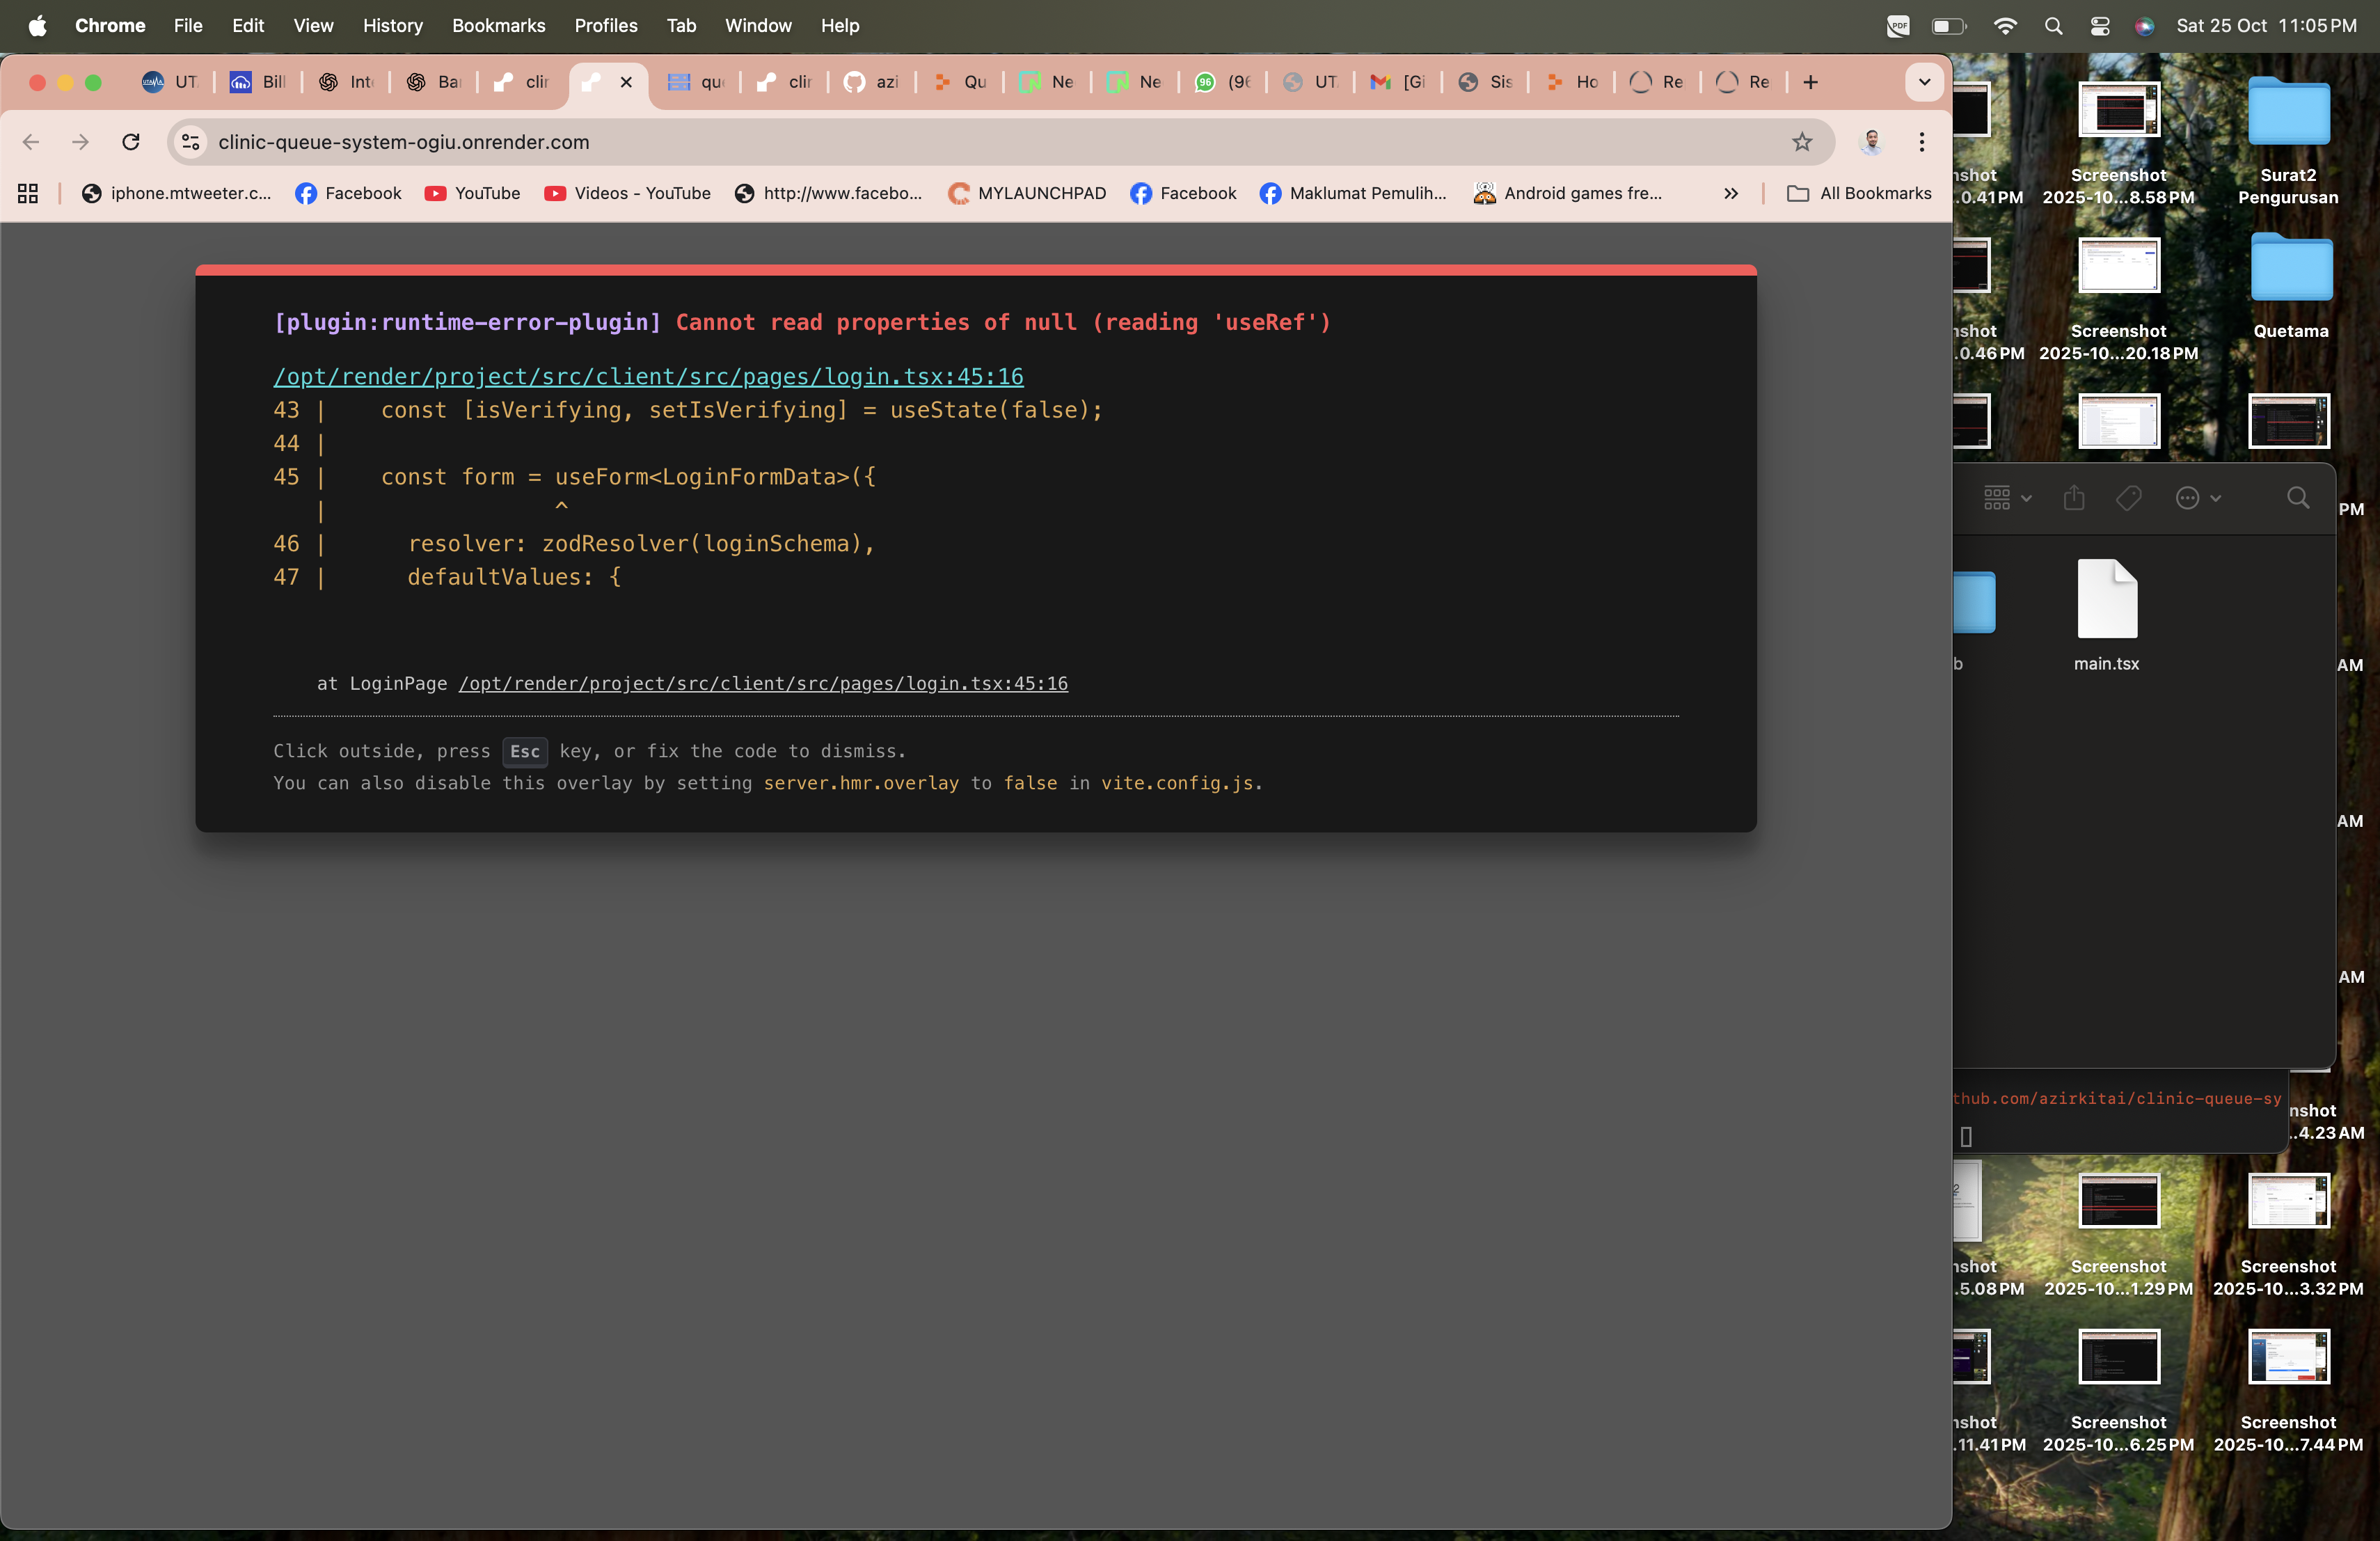 Chrome File Edit View History Bookmarks Profiles Tab Window Help
PDF
Sat 25 Oct 11:05 PM
UT
Bill
Int
Ba
clin
que
clin
azi
Qu
Ne
Ne
96
(96
UT
[Gi
Sis
Ho
Re
Re
clinic-queue-system-ogiu.onrender.com
iphone.mtweeter.c...
Facebook
YouTube
Videos - YouTube
http://www.facebo...
MYLAUNCHPAD
Facebook
Maklumat Pemulih...
Android games fre...
All Bookmarks
[plugin:runtime-error-plugin] Cannot read properties of null (reading 'useRef')
/opt/render/project/src/client/src/pages/login.tsx:45:16
43 |    const [isVerifying, setIsVerifying] = useState(false);
44 |
45 |    const form = useForm<LoginFormData>({
   |                 ^
46 |      resolver: zodResolver(loginSchema),
47 |      defaultValues: {
at LoginPage /opt/render/project/src/client/src/pages/login.tsx:45:16
Click outside, press Esc key, or fix the code to dismiss.
You can also disable this overlay by setting server.hmr.overlay to false in vite.config.js.
nshot
.0.41 PM
Screenshot
2025-10...8.58 PM
Surat2
Pengurusan
nshot
.0.46 PM
Screenshot
2025-10...20.18 PM
Quetama
PM
b
main.tsx
AM
AM
AM
thub.com/azirkitai/clinic-queue-sy
nshot
..4.23 AM
nshot
.5.08 PM
Screenshot
2025-10...1.29 PM
Screenshot
2025-10...3.32 PM
nshot
.11.41 PM
Screenshot
2025-10...6.25 PM
Screenshot
2025-10...7.44 PM